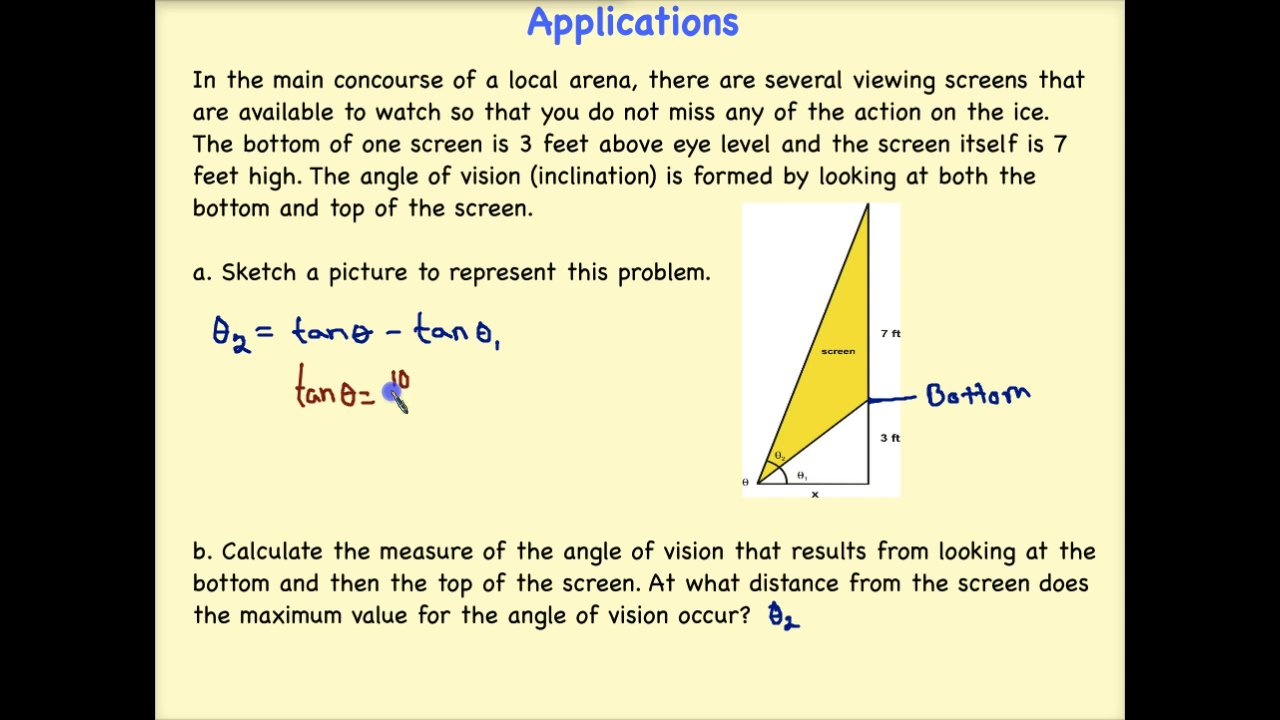 Applications
In the main concourse of a local arena, there are several viewing screens that
are available to watch so that you do not miss any of the action on the ice.
The bottom of one screen is 3 feet above eye level and the screen itself is 7
feet high. The angle of vision (inclination) is formed by looking at both the
bottom and top of the screen.
a. Sketch a picture to represent this problem.
θ₂ = tanθ - tanθ₁
tanθ= 10
7 ft
screen
Bottom
3 ft
θ₂
θ θ₁
x
b. Calculate the measure of the angle of vision that results from looking at the
bottom and then the top of the screen. At what distance from the screen does
the maximum value for the angle of vision occur? θ₂